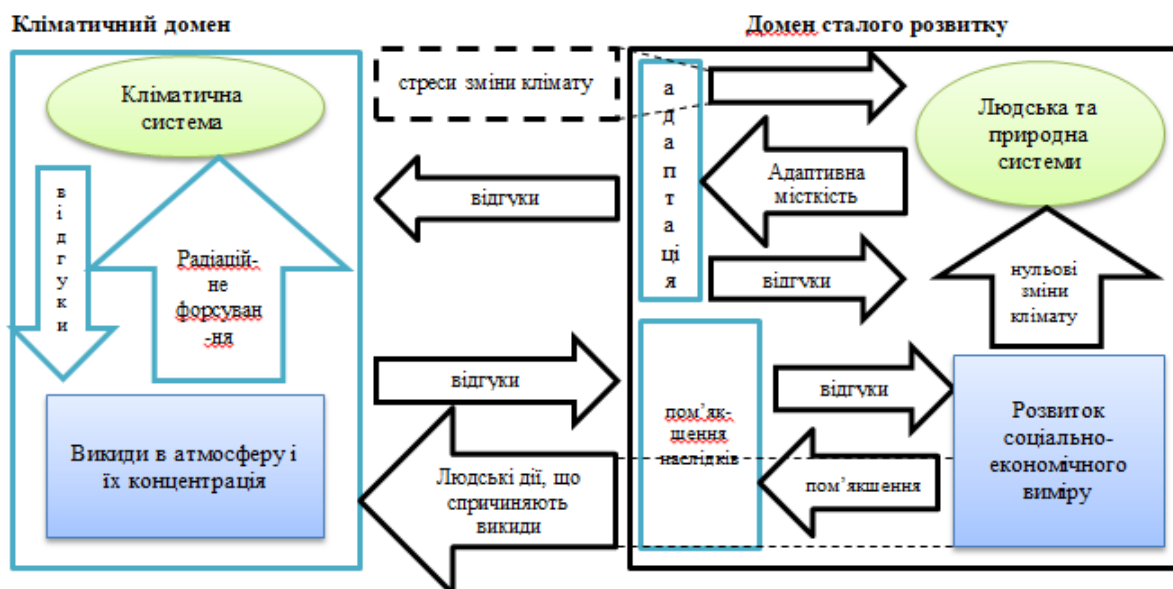 Кліматичний домен
Домен сталого розвитку
стреси зміни клімату
Кліматична
система
в
і
д
г
у
к
и
Радіацій-
не
форсуван
-ня
Викиди в атмосферу і
їх концентрація
відгуки
відгуки
Людські дії, що
спричиняють
викиди
а
д
а
п
т
а
ці
я
Адаптивна
місткість
відгуки
Людська та
природна
системи
нульові
зміни
клімату
пом’як-
шення
наслідків
відгуки
пом’якшення
Розвиток
соціально-
економічного
виміру